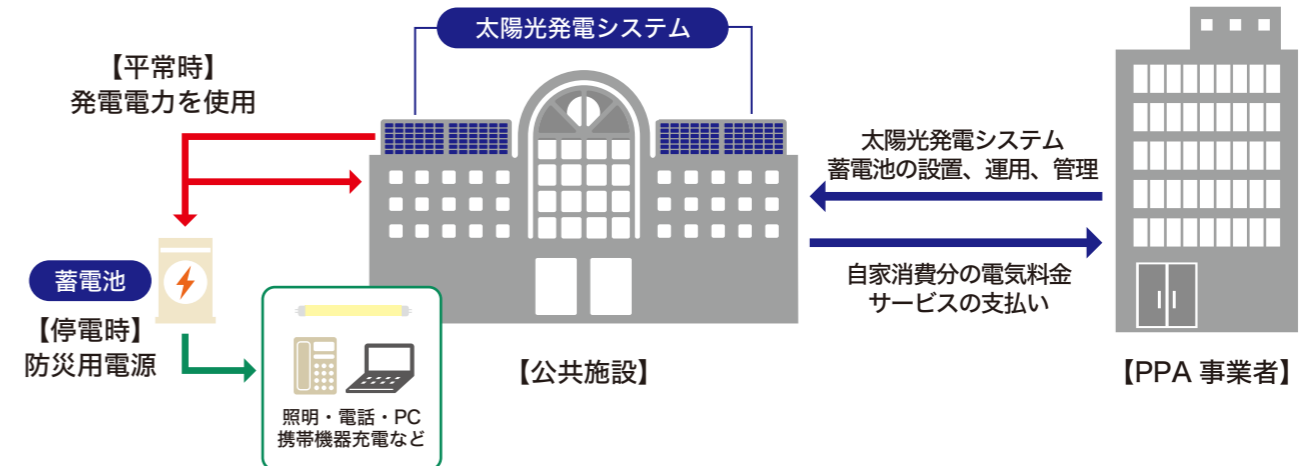 太陽光発電システム
【平常時】
発電電力を使用
太陽光発電システム
蓄電池の設置、運用、管理
自家消費分の電気料金
サービスの支払い
蓄電池
【停電時】
防災用電源
照明・電話・PC
携帯機器充電など
【公共施設】
【PPA 事業者】